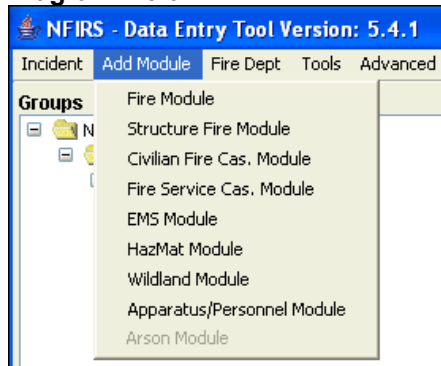 NFIRS - Data Entry Tool Version: 5.4.1
Incident Add Module Fire Dept Tools Advanced
Groups
N
Fire Module
Structure Fire Module
Civilian Fire Cas. Module
Fire Service Cas. Module
EMS Module
HazMat Module
Wildland Module
Apparatus/Personnel Module
Arson Module